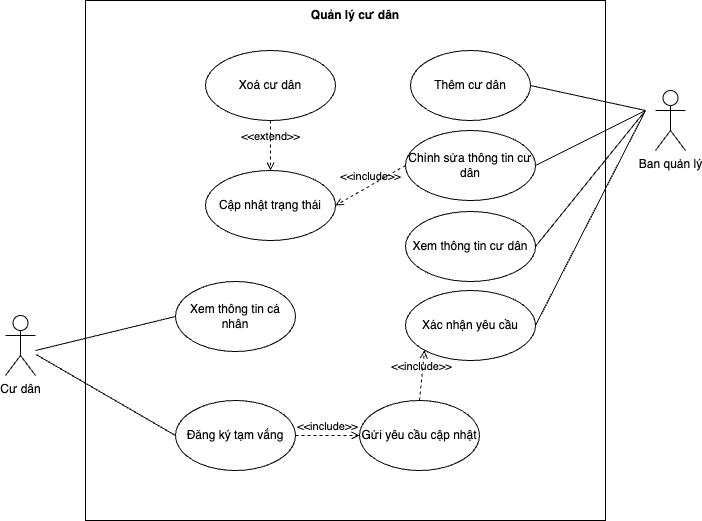 Quản lý cư dân
Xoá cư dân
Thêm cư dân
<<extend>>
Chỉnh sửa thông tin cư
dân
Ban quản lý
<<include>>
Cập nhật trạng thái
Xem thông tin cư dân
Xem thông tin cá
nhân
Xác nhận yêu cầu
<<include>>
Cư dân
Đăng ký tạm vắng
<<include>>
Gửi yêu cầu cập nhật